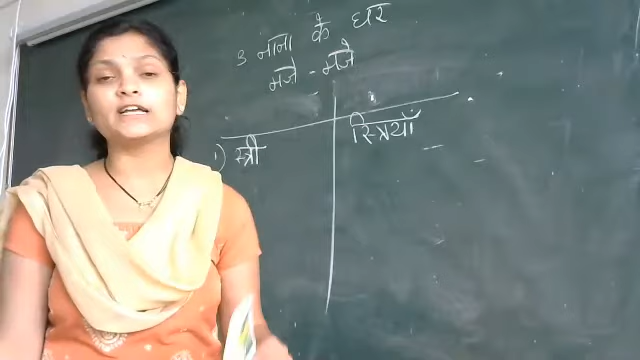 3 नाना के घर
मजे - मजे
1) स्त्री स्त्रियाँ